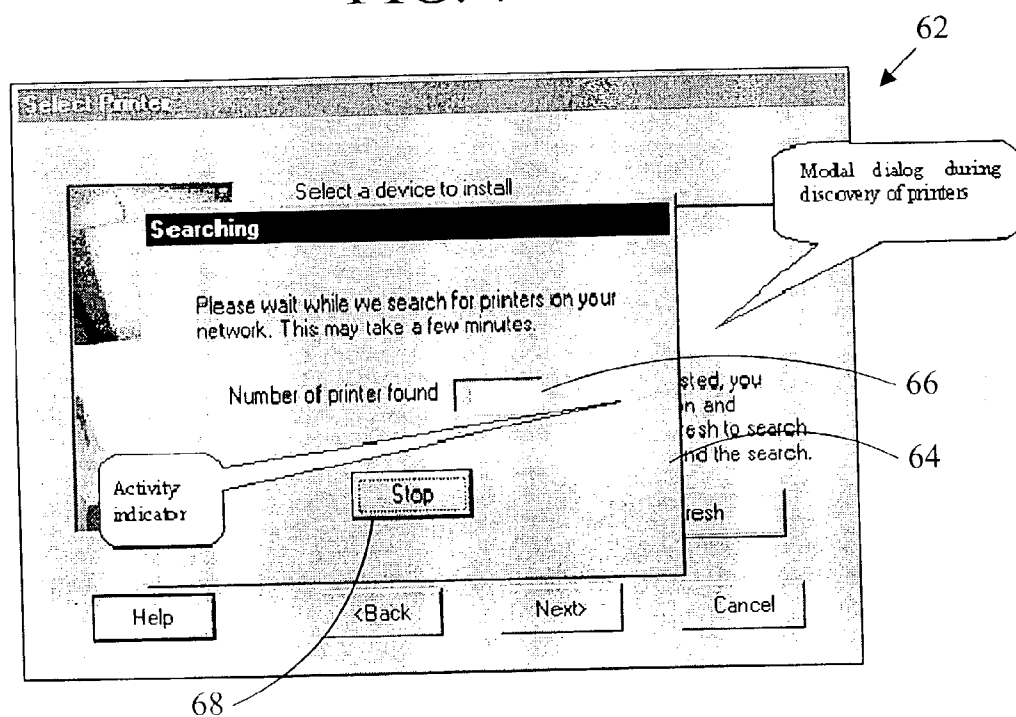 62
Select Printer
Modal dialog during
discovery of printers
Select a device to install
Searching
Please wait while we search for printers on your
network. This may take a few minutes.
Number of printer found
66
sted, you
n and
esh to search
nd the search.
64
Activity
indicator
Stop
resh
Help
<Back
Next>
Cancel
68